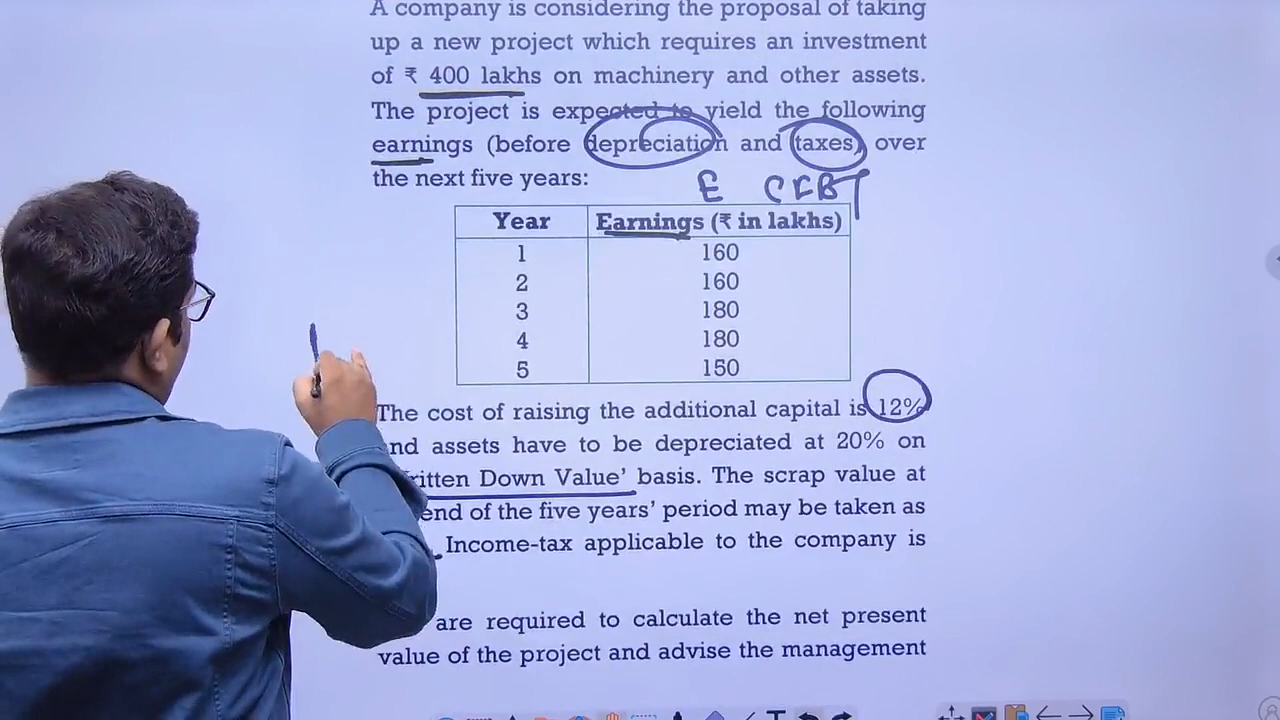 A company is considering the proposal of taking
up a new project which requires an investment
of ₹ 400 lakhs on machinery and other assets.
The project is expected to yield the following
earnings (before depreciation and taxes) over
the next five years:
E CFBT
Year Earnings (₹ in lakhs)
1 160
2 160
3 180
4 180
5 150
The cost of raising the additional capital is 12%
and assets have to be depreciated at 20% on
Written Down Value' basis. The scrap value at
end of the five years' period may be taken as
Income-tax applicable to the company is
are required to calculate the net present
value of the project and advise the management